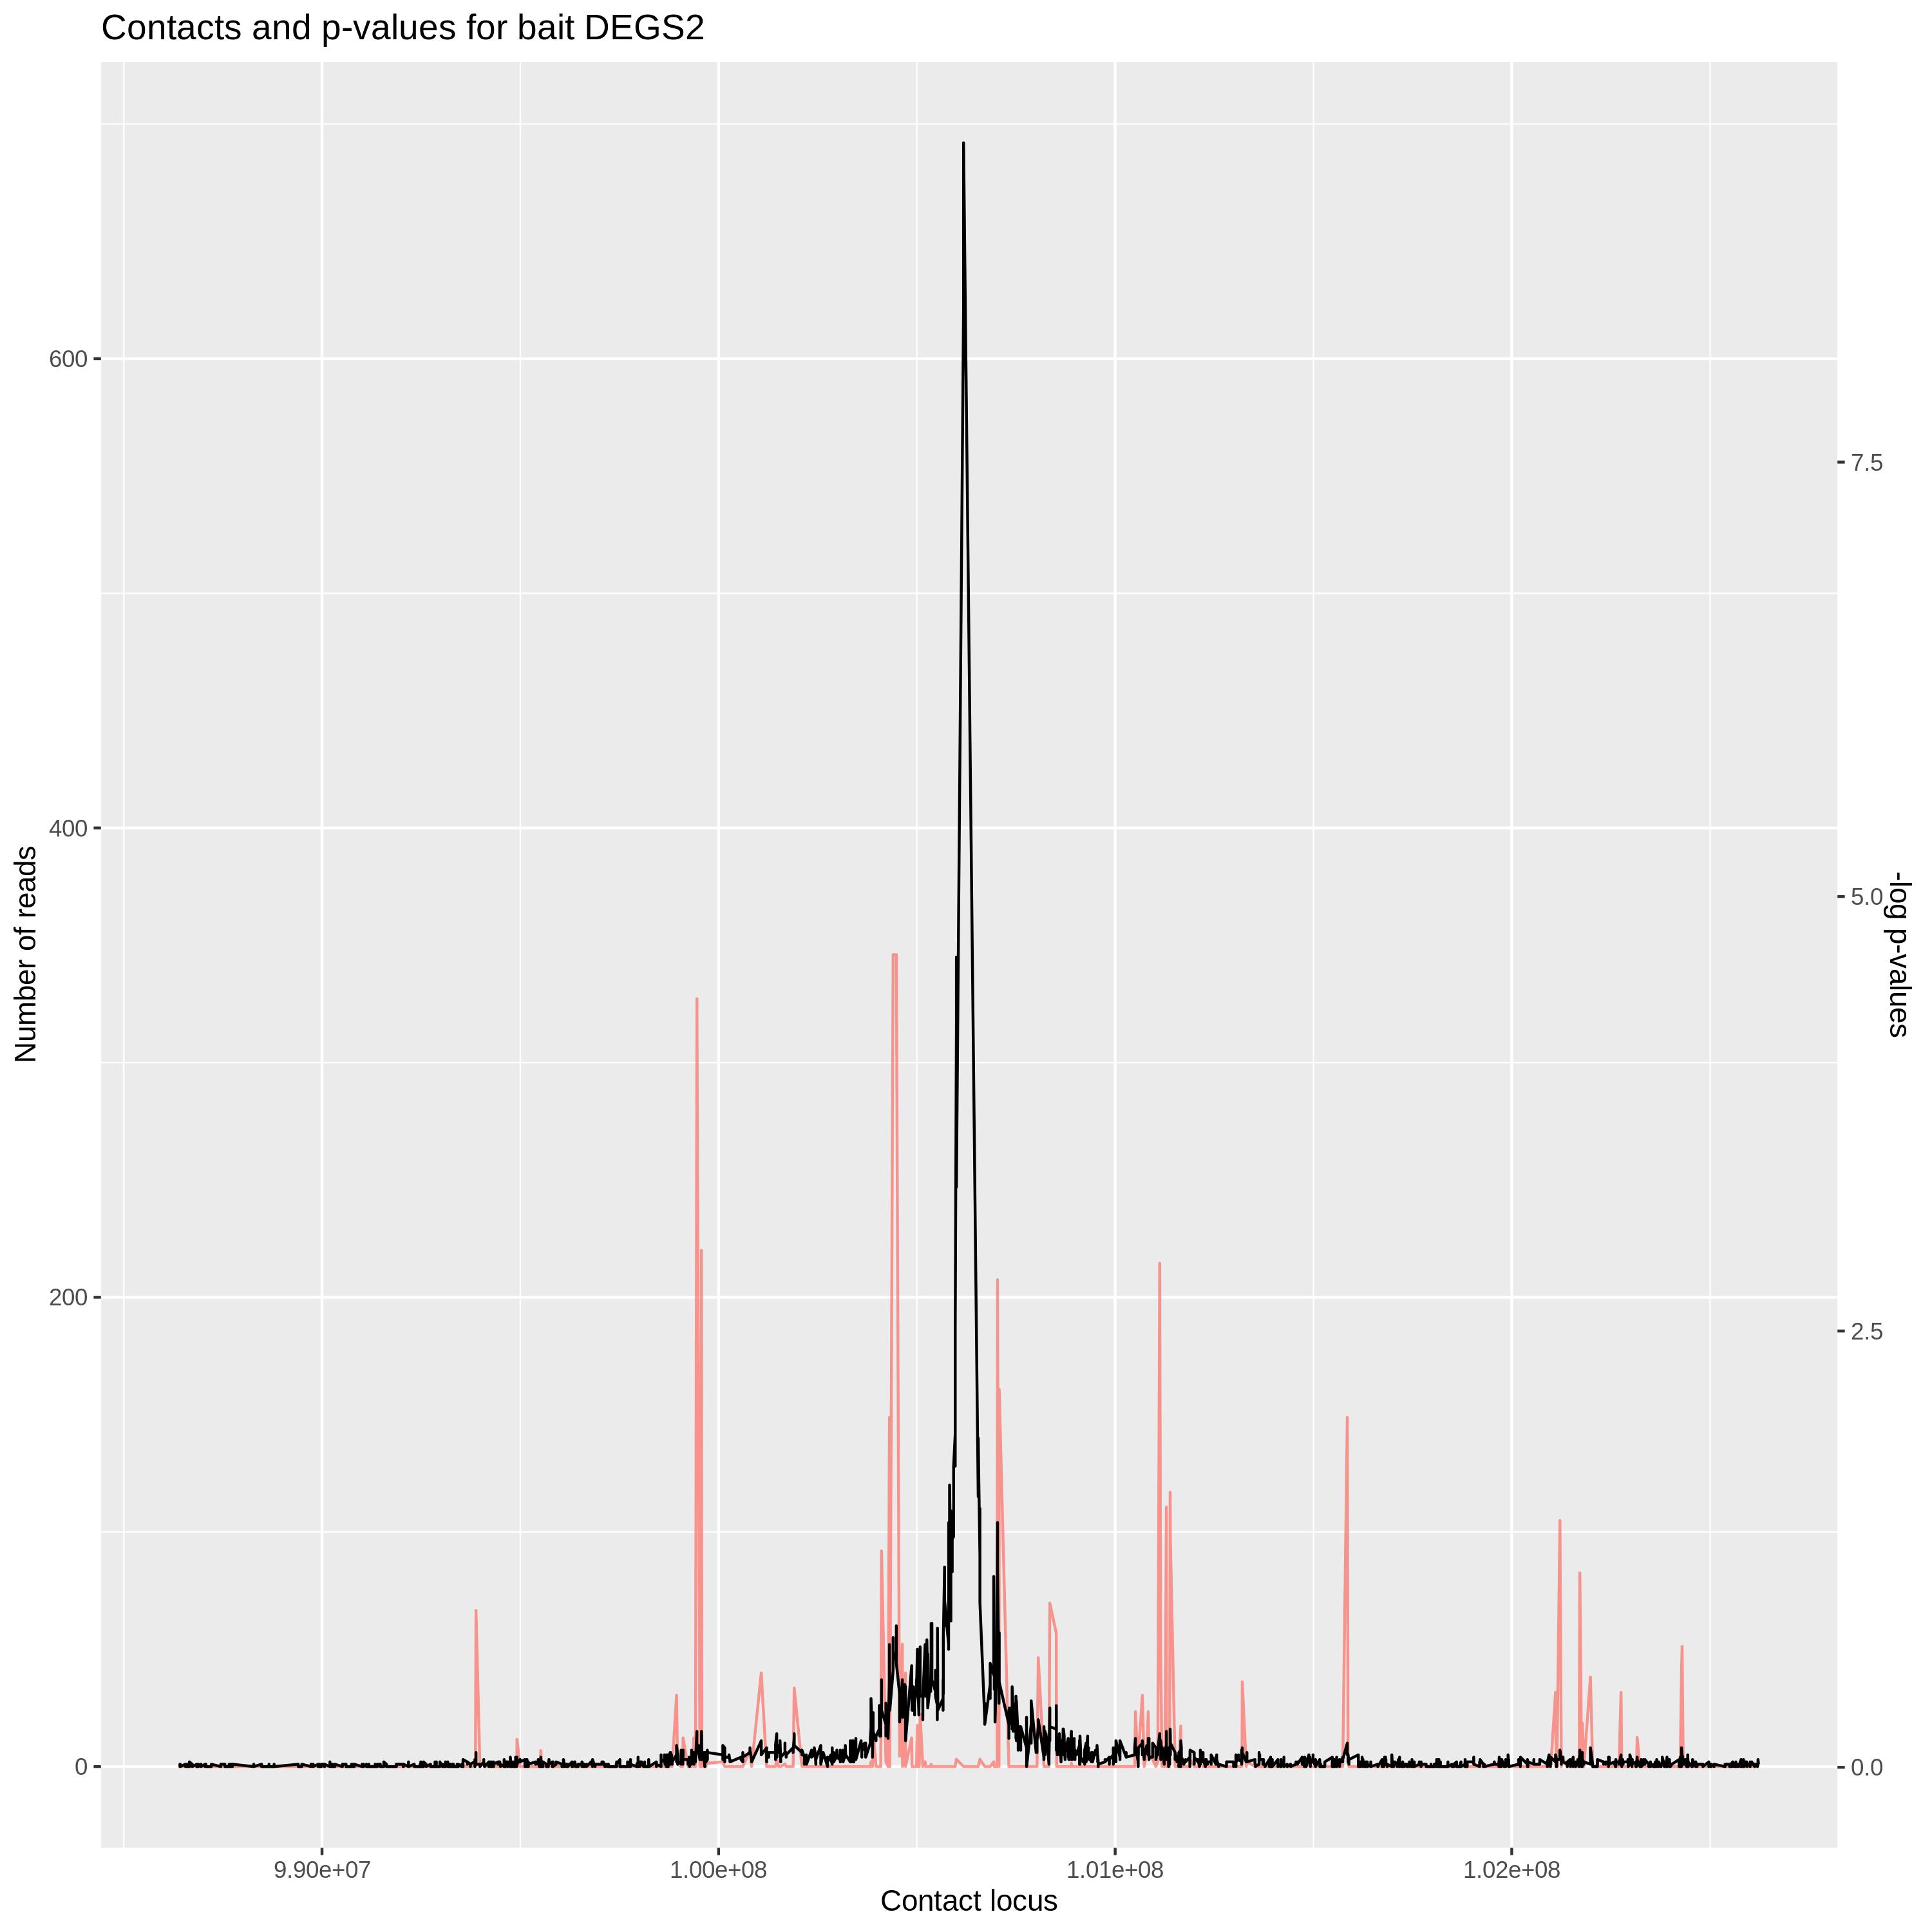 Contacts and p-values for bait DEGS2
600
400
200
0
Number of reads
7.5
5.0
2.5
0.0
-log p-values
9.90e+07
1.00e+08
1.01e+08
1.02e+08
Contact locus